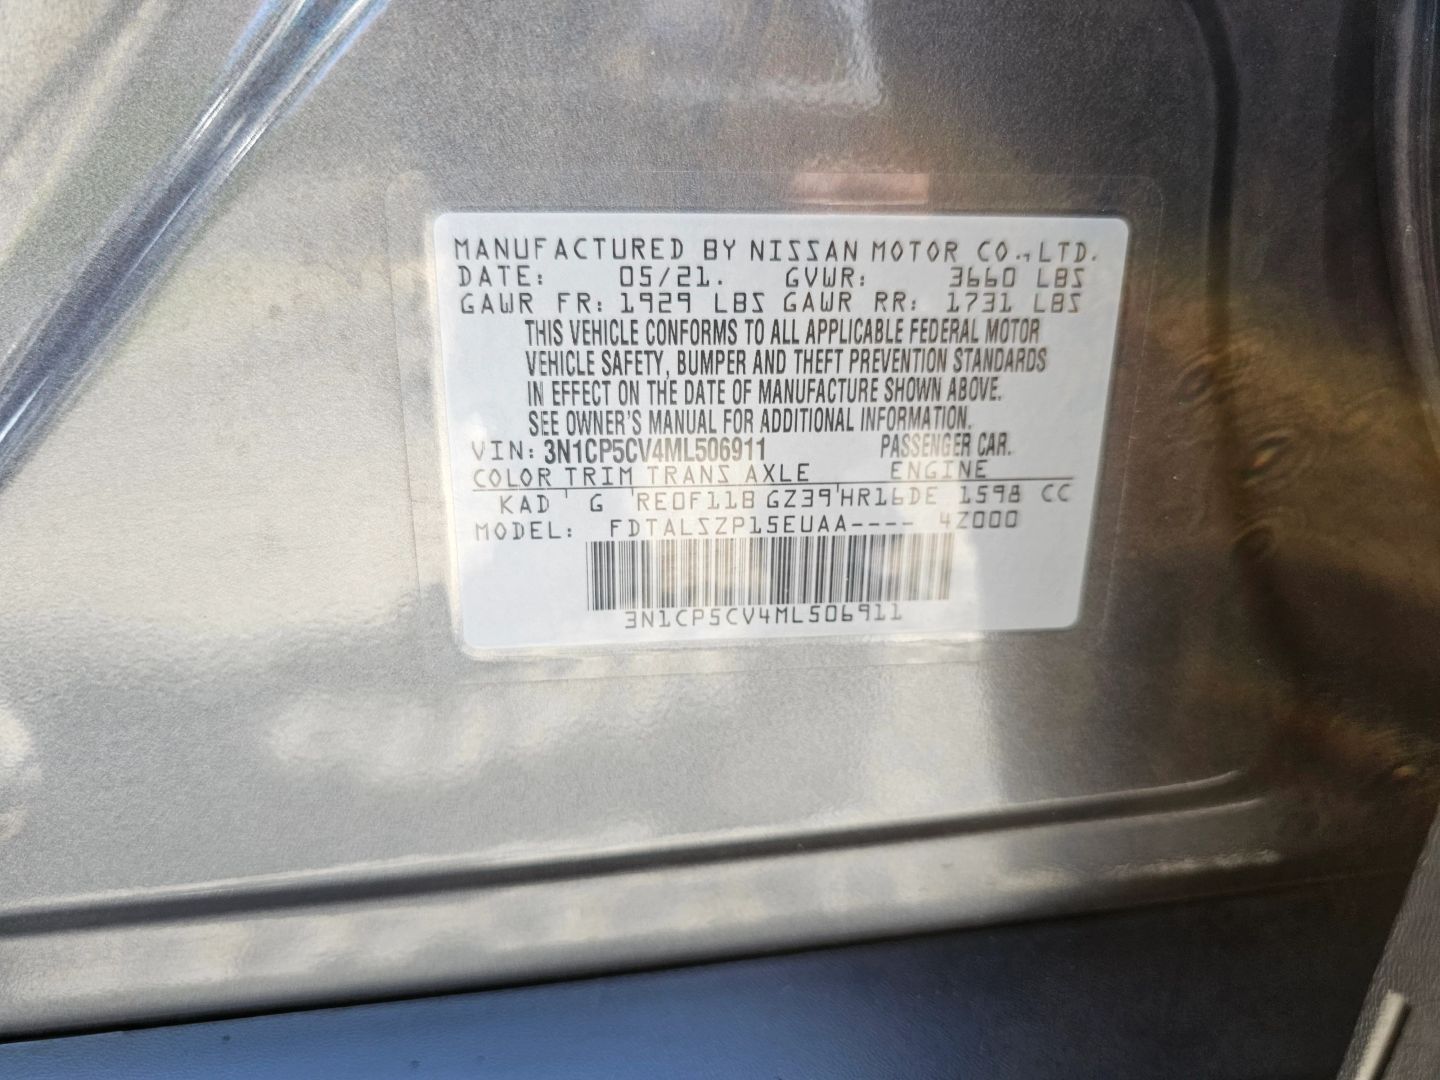 MANUFACTURED BY NISSAN MOTOR CO., LTD.
DATE: 05/21. GVWR: 3660 LBS
GAWR FR: 1929 LBS GAWR RR: 1731 LBS
THIS VEHICLE CONFORMS TO ALL APPLICABLE FEDERAL MOTOR
VEHICLE SAFETY, BUMPER AND THEFT PREVENTION STANDARDS
IN EFFECT ON THE DATE OF MANUFACTURE SHOWN ABOVE.
SEE OWNER'S MANUAL FOR ADDITIONAL INFORMATION.
VIN: 3N1CP5CV4ML506911 PASSENGER CAR.
COLOR TRIM TRANS AXLE ENGINE
KAD G RE0F11B GZ39 HR16DE 1598 CC
MODEL: FDTALSZP15EUAA---- 4Z000
3N1CP5CV4ML506911